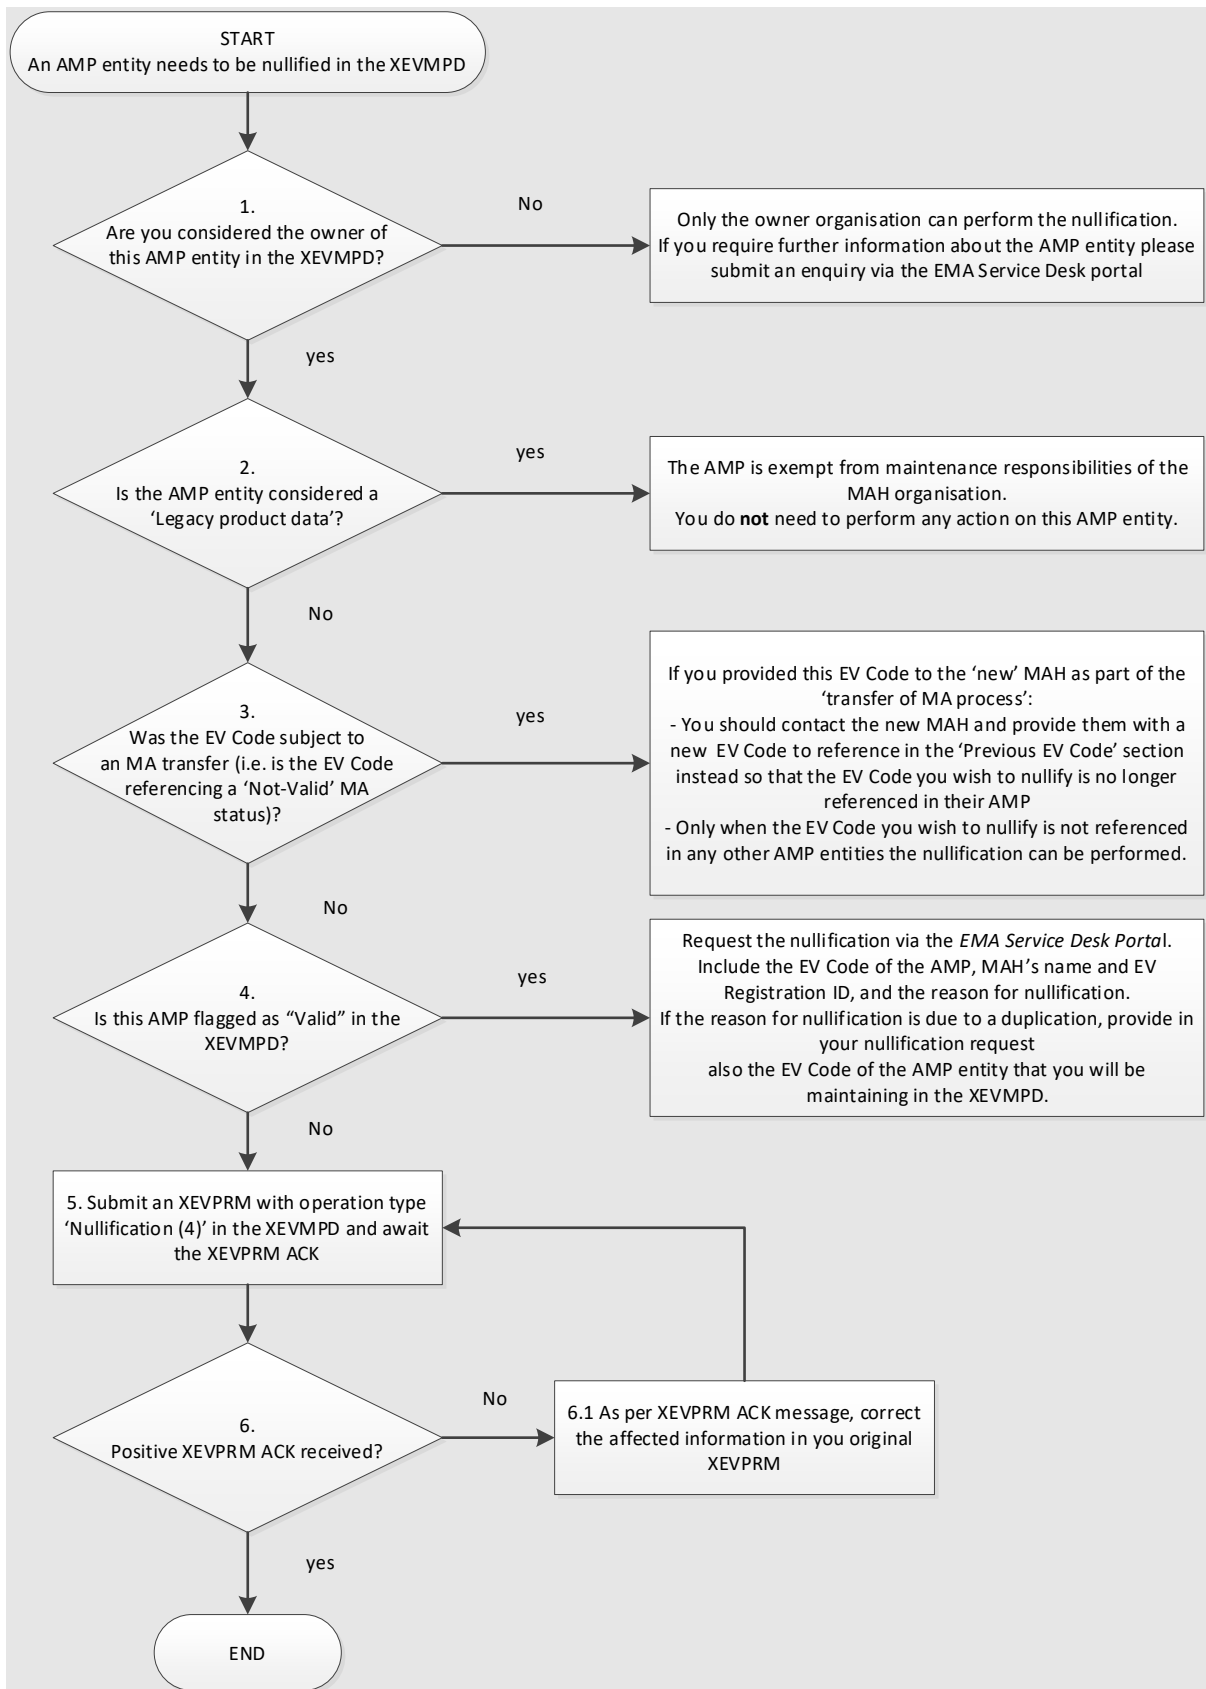 START
An AMP entity needs to be nullified in the XEVMPD
1.
Are you considered the owner of
this AMP entity in the XEVMPD?
No
Only the owner organisation can perform the nullification.
If you require further information about the AMP entity please
submit an enquiry via the EMA Service Desk portal
yes
2.
Is the AMP entity considered a
‘Legacy product data’?
yes
The AMP is exempt from maintenance responsibilities of the
MAH organisation.
You do not need to perform any action on this AMP entity.
No
3.
Was the EV Code subject to
an MA transfer (i.e. is the EV Code
referencing a ‘Not-Valid’ MA
status)?
yes
If you provided this EV Code to the ‘new’ MAH as part of the
‘transfer of MA process’:
- You should contact the new MAH and provide them with a
new EV Code to reference in the ‘Previous EV Code’ section
instead so that the EV Code you wish to nullify is no longer
referenced in their AMP
- Only when the EV Code you wish to nullify is not referenced
in any other AMP entities the nullification can be performed.
No
4.
Is this AMP flagged as “Valid” in the
XEVMPD?
yes
Request the nullification via the EMA Service Desk Portal.
Include the EV Code of the AMP, MAH’s name and EV
Registration ID, and the reason for nullification.
If the reason for nullification is due to a duplication, provide in
your nullification request
also the EV Code of the AMP entity that you will be
maintaining in the XEVMPD.
No
5. Submit an XEVPRM with operation type
‘Nullification (4)’ in the XEVMPD and await
the XEVPRM ACK
6.
Positive XEVPRM ACK received?
No
6.1 As per XEVPRM ACK message, correct
the affected information in you original
XEVPRM
yes
END